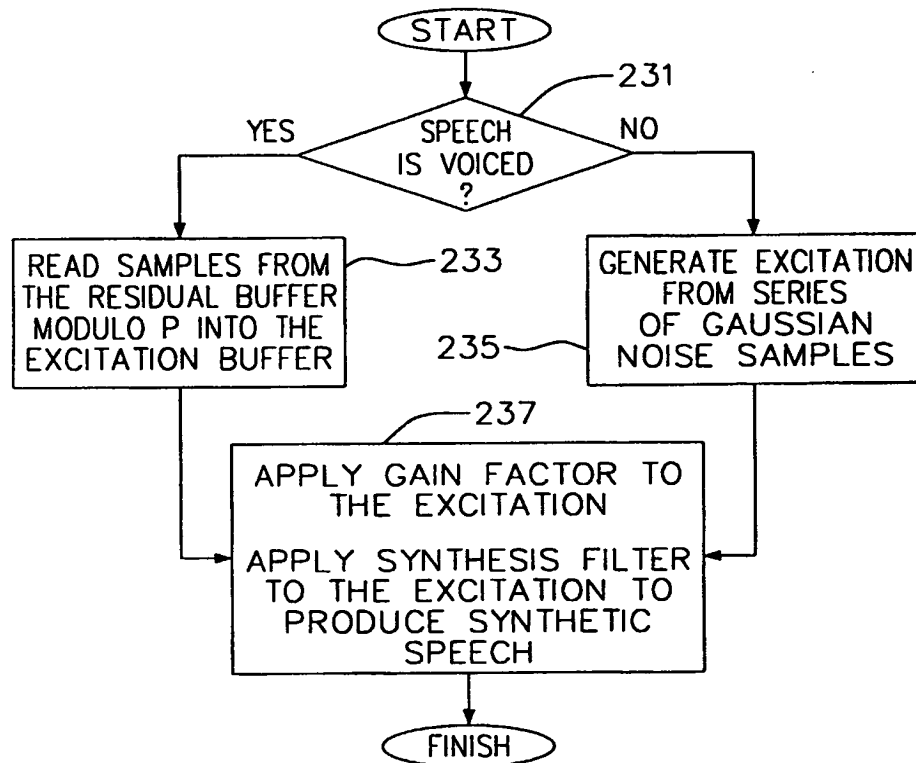 START
231
YES
SPEECH
IS VOICED
?
NO
READ SAMPLES FROM
THE RESIDUAL BUFFER
MODULO P INTO THE
EXCITATION BUFFER
233
GENERATE EXCITATION
FROM SERIES
OF GAUSSIAN
NOISE SAMPLES
235
237
APPLY GAIN FACTOR TO
THE EXCITATION
APPLY SYNTHESIS FILTER
TO THE EXCITATION TO
PRODUCE SYNTHETIC
SPEECH
FINISH